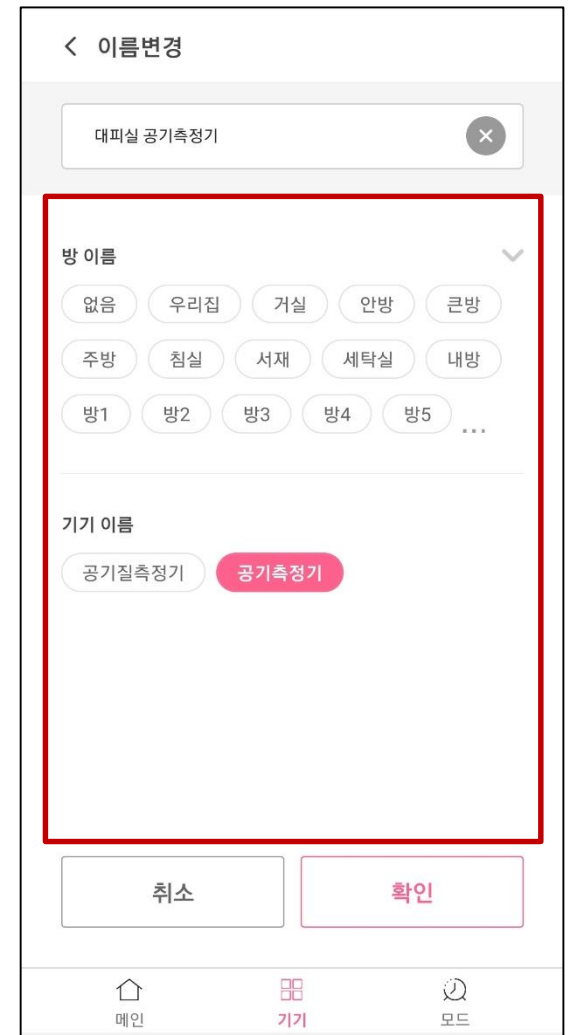 이름변경
대피실 공기측정기
방 이름
없음 우리집 거실 안방 큰방
주방 침실 서재 세탁실 내방
방1 방2 방3 방4 방5 ...
기기 이름
공기질측정기 공기측정기
취소 확인
메인 기기 모드